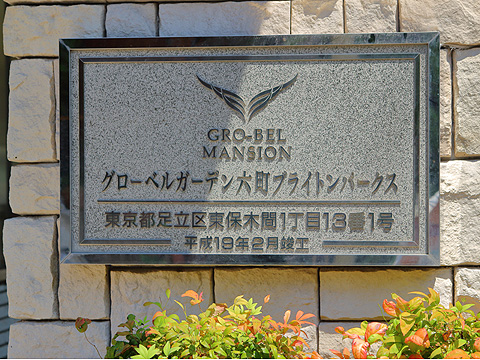 GRO-BEL
MANSION
グローベルガーデン六町ブライトンパークス
東京都足立区東保木間1丁目13番1号
平成19年2月竣工